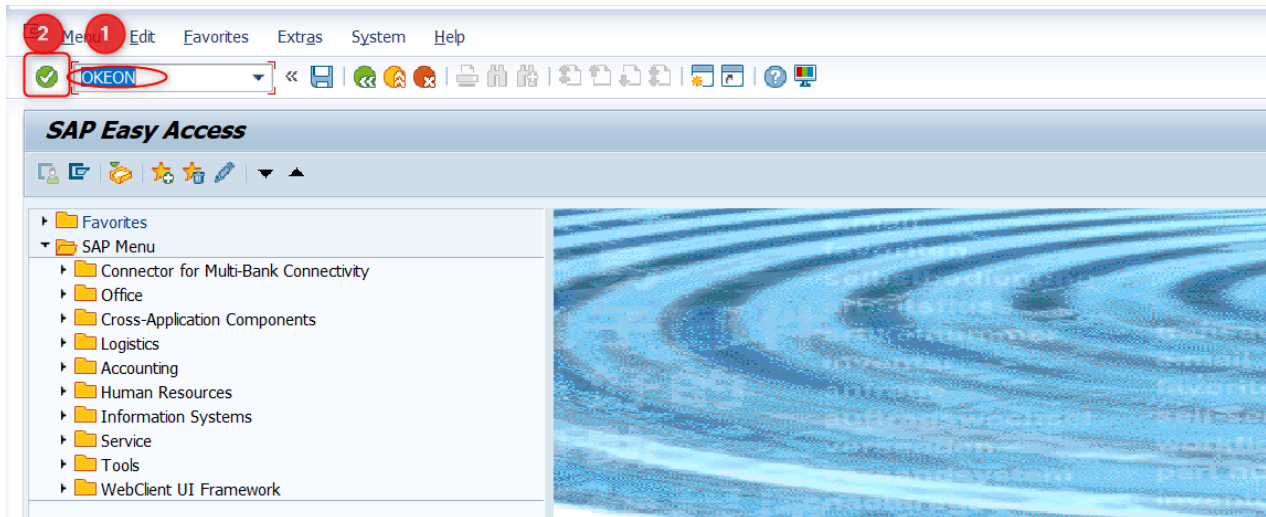 2 Menu 1 Edit Favorites Extras System Help
OKEON
SAP Easy Access
Favorites
SAP Menu
Connector for Multi-Bank Connectivity
Office
Cross-Application Components
Logistics
Accounting
Human Resources
Information Systems
Service
Tools
WebClient UI Framework